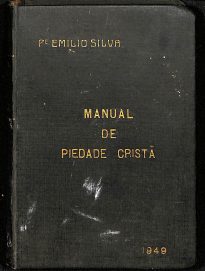 Pᵉ EMILIO SILVA
MANUAL
DE
PIEDADE CRISTÃ
1949